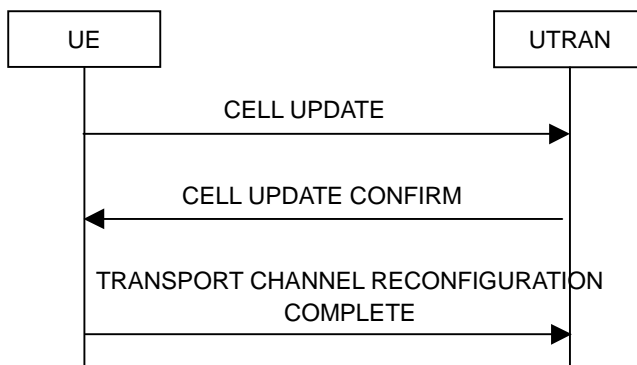 UE
UTRAN
CELL UPDATE
CELL UPDATE CONFIRM
TRANSPORT CHANNEL RECONFIGURATION
COMPLETE